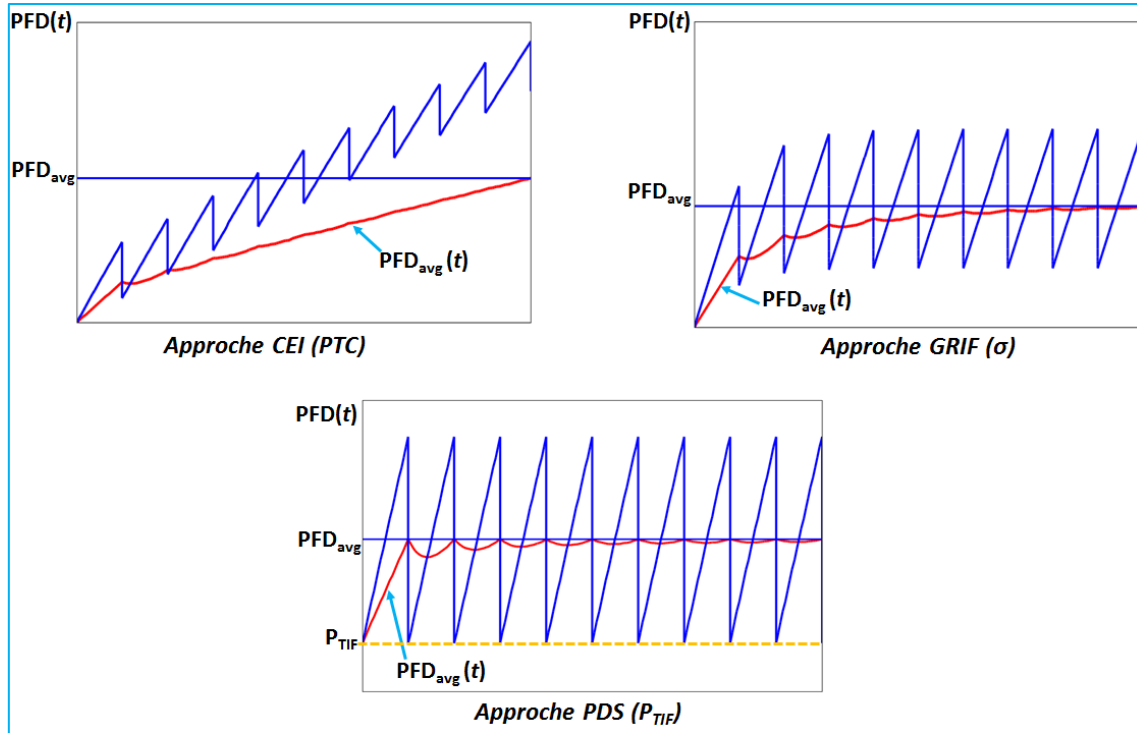 PFD(t)
PFDavg
PFDavg (t)
Approche CEI (PTC)
PFD(t)
PFDavg
PFDavg (t)
Approche GRIF (σ)
PFD(t)
PFDavg
PTIF
PFDavg (t)
Approche PDS (PTIF)